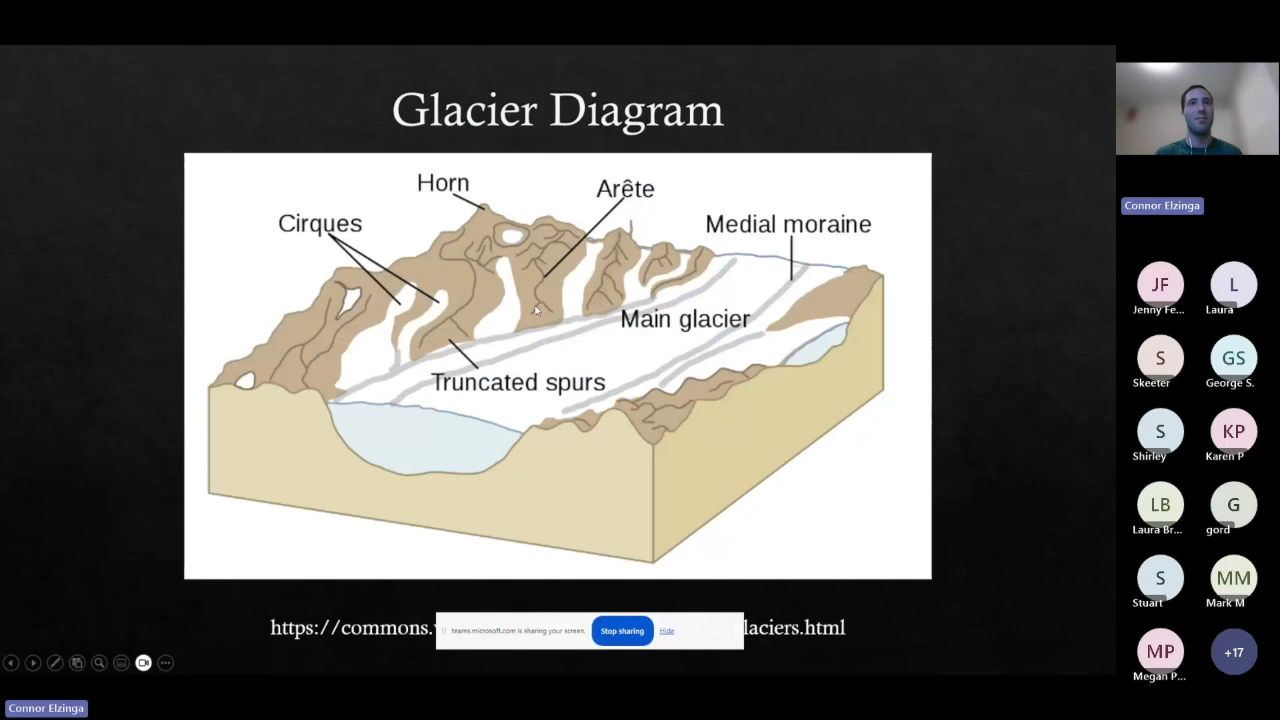 Glacier Diagram
Horn
Arête
Cirques
Medial moraine
Main glacier
Truncated spurs
https://commons.
laciers.html
teams.microsoft.com is sharing your screen.
Stop sharing
Hide
Connor Elzinga
JF
Jenny Fe...
L
Laura
S
Skeeter
GS
George S.
S
Shirley
KP
Karen P
LB
Laura Br...
G
gord
S
Stuart
MM
Mark M
MP
Megan P...
+17
Connor Elzinga